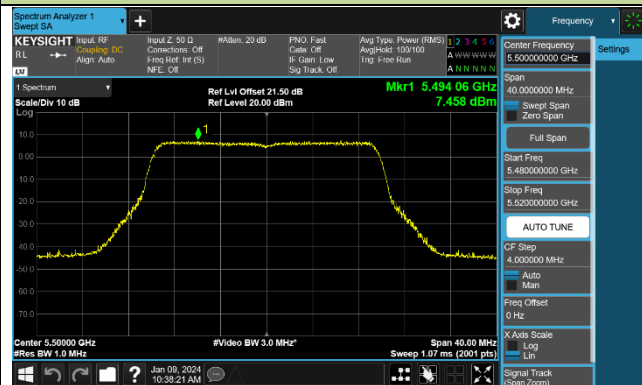 Spectrum Analyzer 1
Swept SA
+
Frequency
KEYSIGHT
RL
LXI
Input: RF
Coupling: DC
Align: Auto
Input Z: 50 Ω
Corrections: Off
Freq Ref: Int (S)
NFE: Off
#Atten: 20 dB
PNO: Fast
Gate: Off
IF Gain: Low
Sig Track: Off
Avg Type: Power (RMS)
Avg|Hold: 100/100
Trig: Free Run
1 2 3 4 5 6
A W W W W W
A N N N N N
1 Spectrum
Scale/Div 10 dB
Log
Ref Lvl Offset 21.50 dB
Ref Level 20.00 dBm
Mkr1 5.494 06 GHz
7.458 dBm
1
10.0
0.00
-10.0
-20.0
-30.0
-40.0
-50.0
-60.0
-70.0
Center 5.50000 GHz
#Res BW 1.0 MHz
#Video BW 3.0 MHz*
Span 40.00 MHz
Sweep 1.07 ms (2001 pts)
Jan 09, 2024
10:38:21 AM
?
Center Frequency
5.500000000 GHz
Settings
Span
40.0000000 MHz
Swept Span
Zero Span
Full Span
Start Freq
5.480000000 GHz
Stop Freq
5.520000000 GHz
AUTO TUNE
CF Step
4.000000 MHz
Auto
Man
Freq Offset
0 Hz
X Axis Scale
Log
Lin
Signal Track
(Span Zoom)